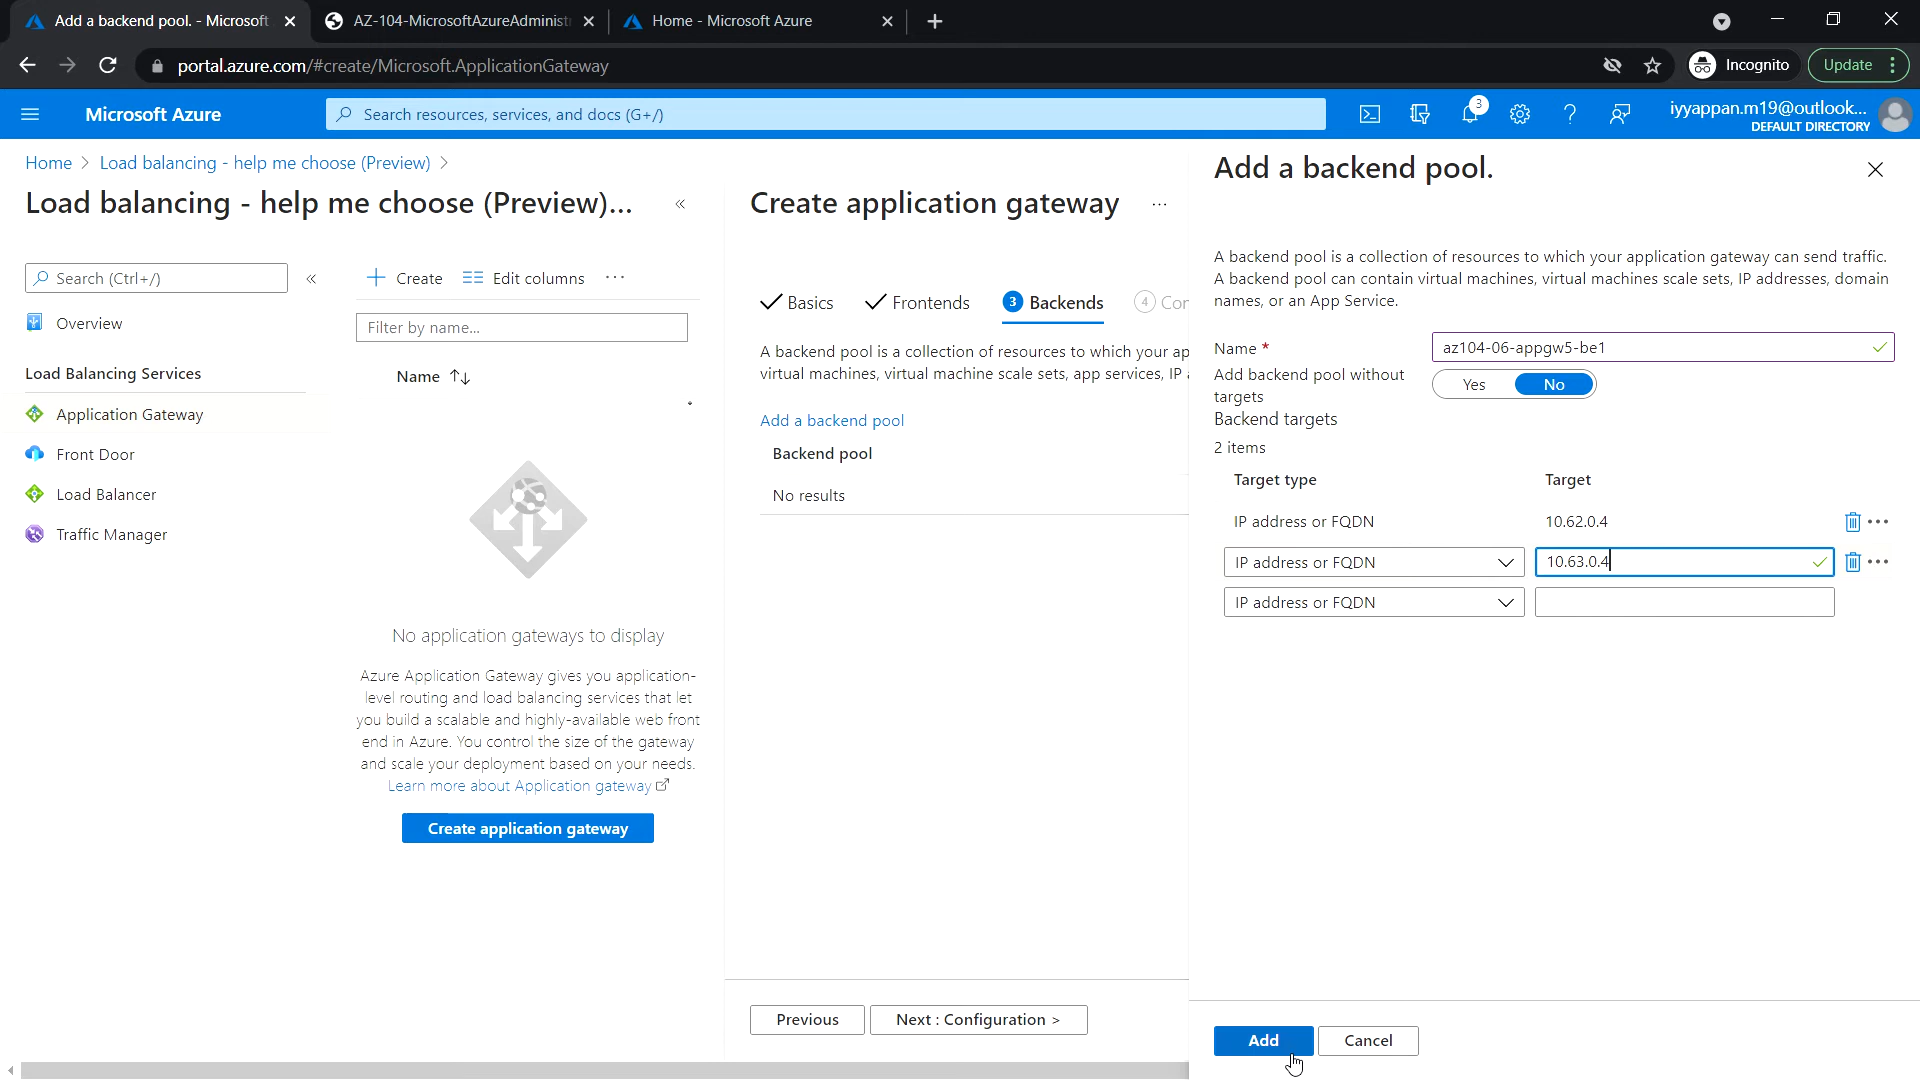 Add a backend pool. - Microsoft
AZ-104-MicrosoftAzureAdminist
Home - Microsoft Azure
portal.azure.com/#create/Microsoft.ApplicationGateway
Incognito
Update
Microsoft Azure
Search resources, services, and docs (G+/)
3
iyyappan.m19@outlook...
DEFAULT DIRECTORY
Home > Load balancing - help me choose (Preview) >
Load balancing - help me choose (Preview)...
Search (Ctrl+/)
Overview
Load Balancing Services
Application Gateway
Front Door
Load Balancer
Traffic Manager
Create
Edit columns
Filter by name...
Name
No application gateways to display
Azure Application Gateway gives you application-
level routing and load balancing services that let
you build a scalable and highly-available web front
end in Azure. You control the size of the gateway
and scale your deployment based on your needs.
Learn more about Application gateway
Create application gateway
Create application gateway ...
Basics
Frontends
3 Backends
4 Con
A backend pool is a collection of resources to which your ap
virtual machines, virtual machine scale sets, app services, IP
Add a backend pool
Backend pool
No results
Previous
Next : Configuration >
Add a backend pool.
A backend pool is a collection of resources to which your application gateway can send traffic.
A backend pool can contain virtual machines, virtual machines scale sets, IP addresses, domain
names, or an App Service.
Name *
az104-06-appgw5-be1
Add backend pool without
targets
Yes
No
Backend targets
2 items
Target type
Target
IP address or FQDN
10.62.0.4
IP address or FQDN
10.63.0.4
IP address or FQDN
Add
Cancel